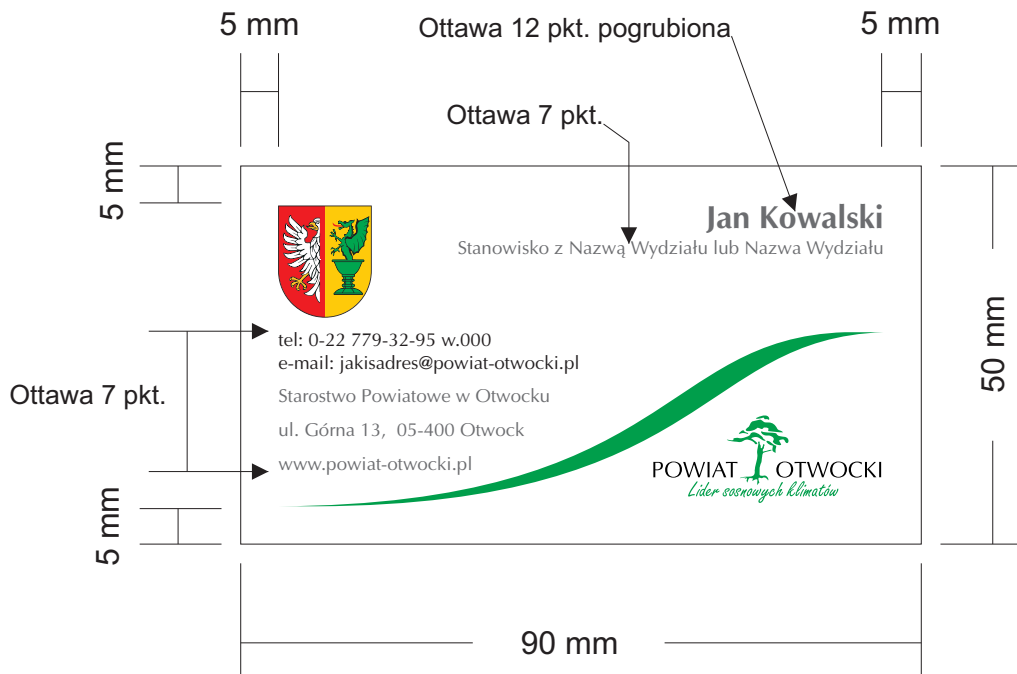 5 mm
Ottawa 12 pkt. pogrubiona
5 mm
Ottawa 7 pkt.
5 mm
Jan Kowalski
Stanowisko z Nazwą Wydziału lub Nazwa Wydziału
tel: 0-22 779-32-95 w.000
e-mail: jakisadres@powiat-otwocki.pl
Ottawa 7 pkt.
Starostwo Powiatowe w Otwocku
ul. Górna 13, 05-400 Otwock
www.powiat-otwocki.pl
50 mm
POWIAT OTWOCKI
Lider sosnowych klimatów
5 mm
90 mm